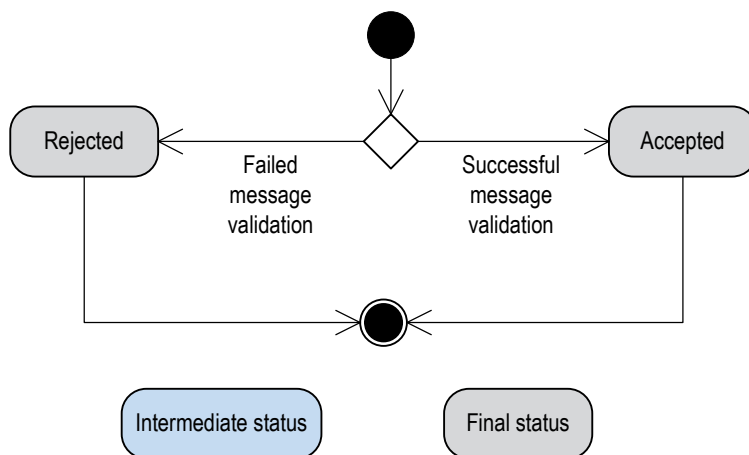 Rejected
Accepted
Failed
message
validation
Successful
message
validation
Intermediate status
Final status